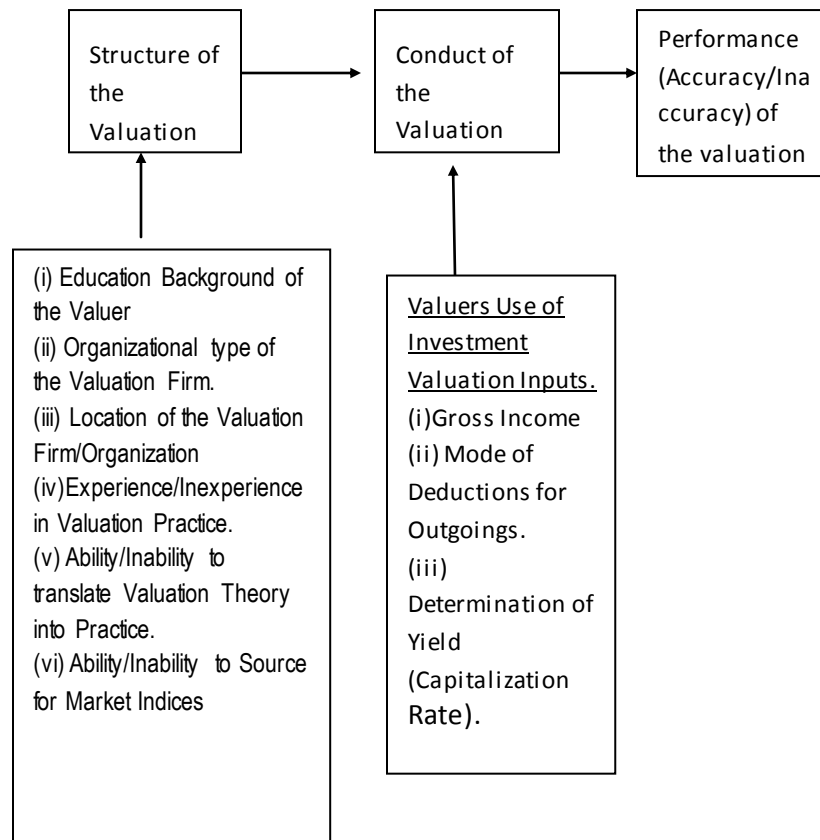 Structure of
the
Valuation
Conduct of
the
Valuation
Performance
(Accuracy/Ina
ccuracy) of
the valuation
(i) Education Background of
the Valuer
(ii) Organizational type of
the Valuation Firm.
(iii) Location of the Valuation
Firm/Organization
(iv)Experience/Inexperience
in Valuation Practice.
(v) Ability/Inability to
translate Valuation Theory
into Practice.
(vi) Ability/Inability to Source
for Market Indices
Valuers Use of
Investment
Valuation Inputs.
(i)Gross Income
(ii) Mode of
Deductions for
Outgoings.
(iii)
Determination of
Yield
(Capitalization
Rate).